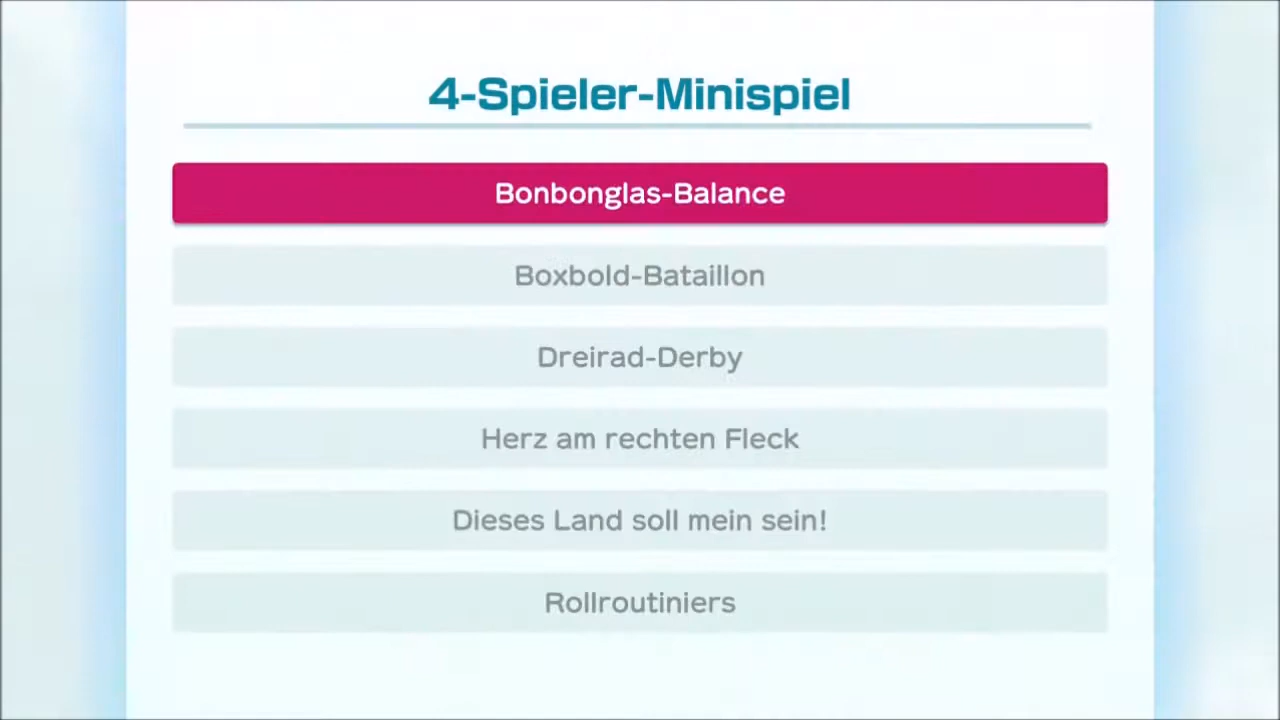 4-Spieler-Minispiel
Bonbonglas-Balance
Boxbold-Bataillon
Dreirad-Derby
Herz am rechten Fleck
Dieses Land soll mein sein!
Rollroutiniers